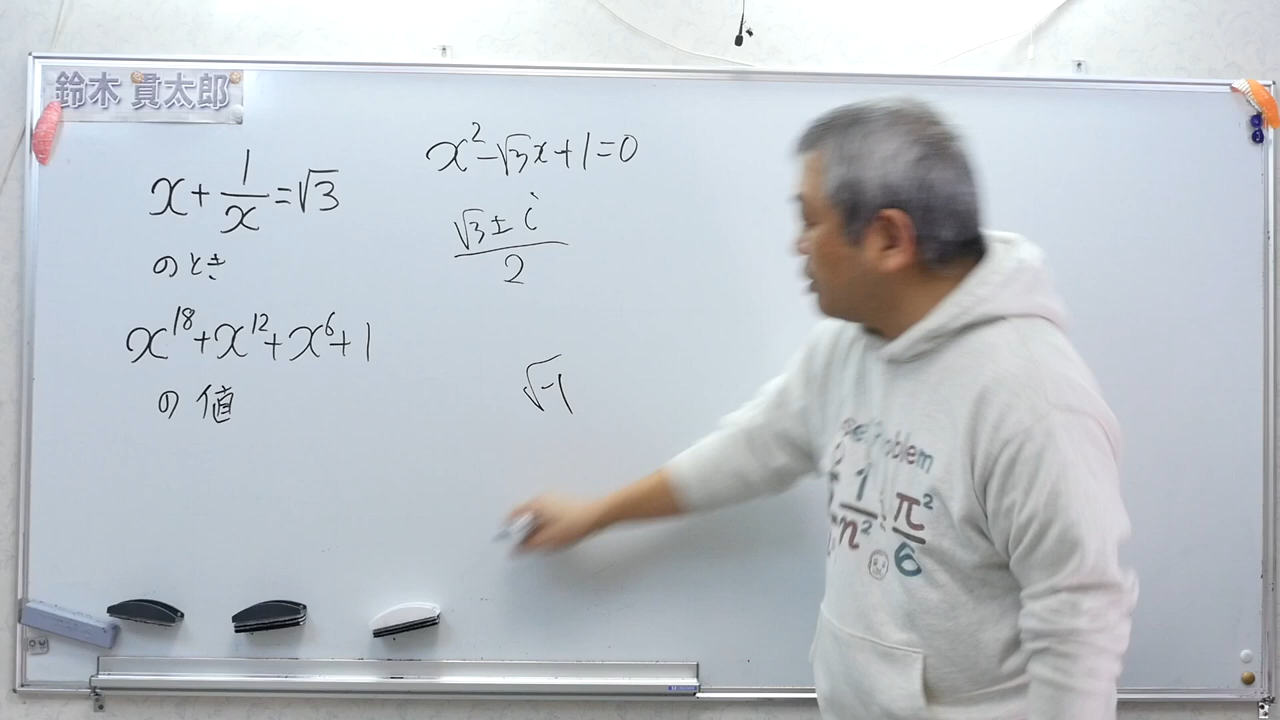 鈴木 貫太郎
x + 1/x = √3
のとき
x^18 + x^12 + x^6 + 1
の値
x^2 - √3x + 1 = 0
(√3 ± i)/2
√-1
Problem
1/n^2 = π^2/6